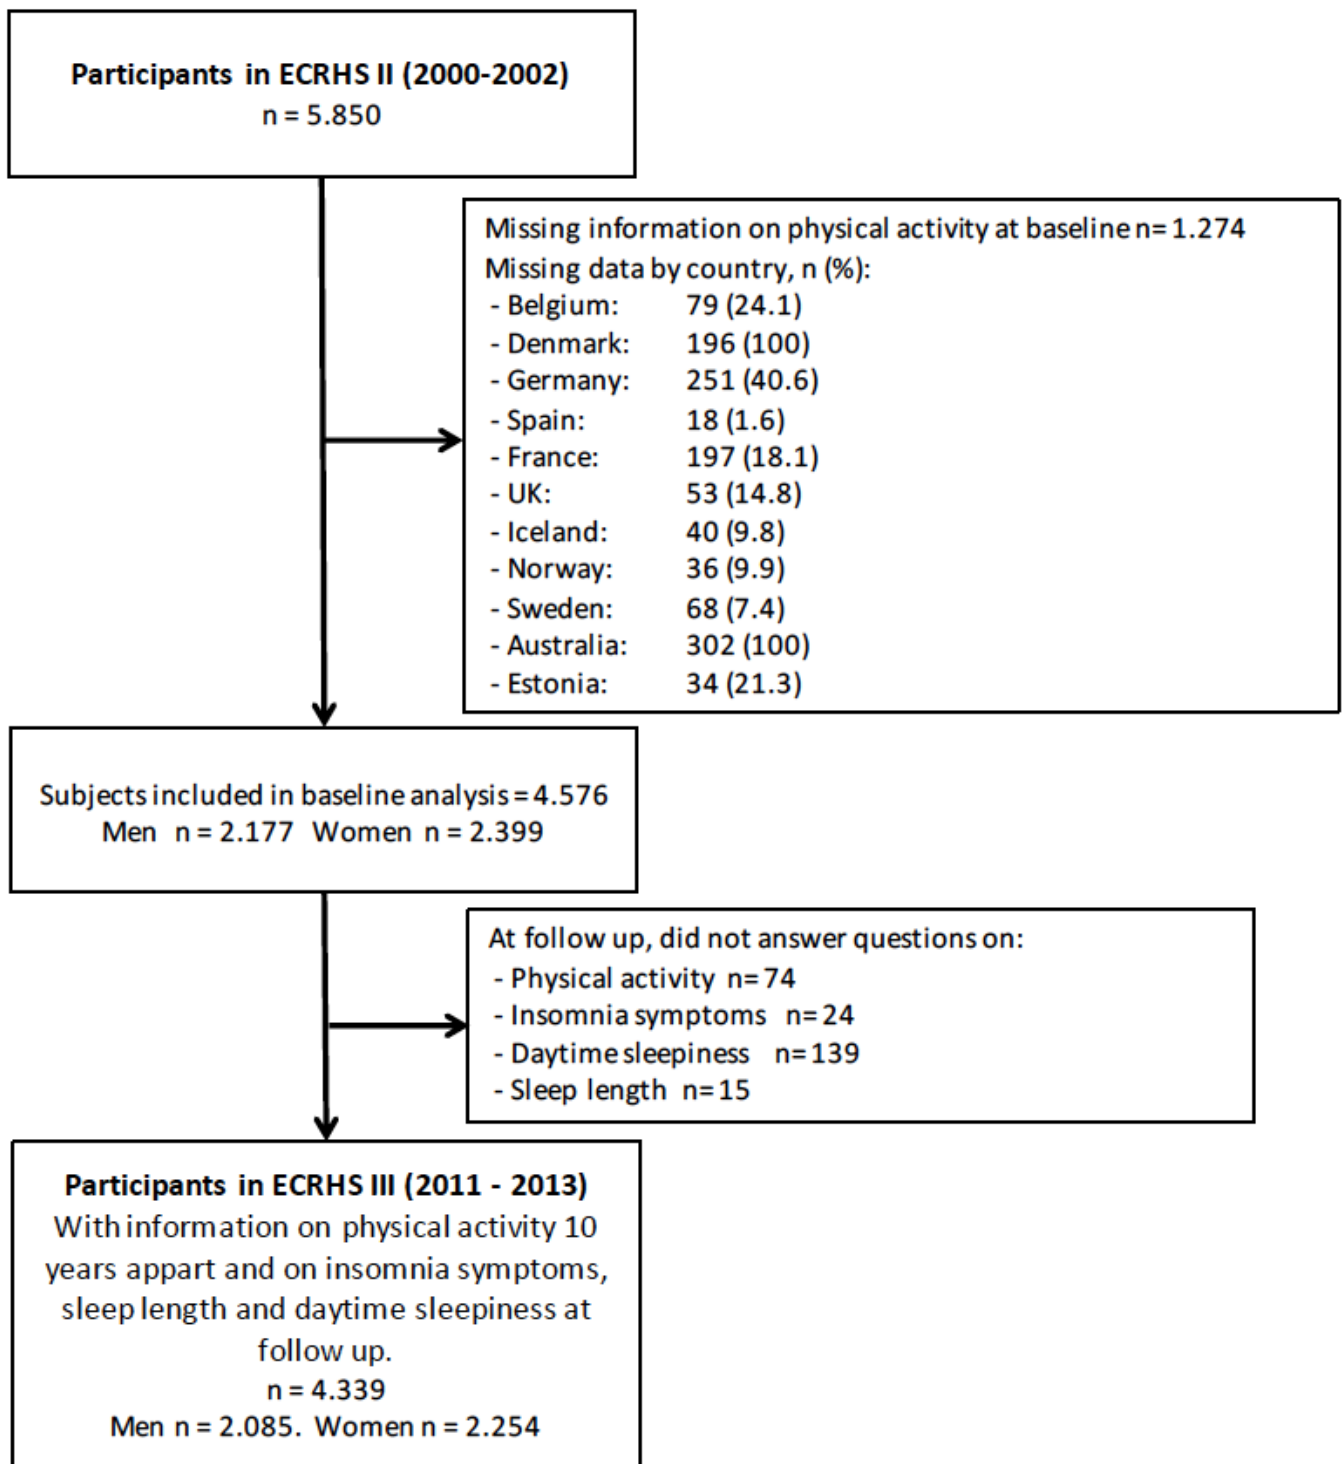 Participants in ECRHS II (2000-2002)
n = 5.850
Missing information on physical activity at baseline n= 1.274
Missing data by country, n (%):
- Belgium: 79 (24.1)
- Denmark: 196 (100)
- Germany: 251 (40.6)
- Spain: 18 (1.6)
- France: 197 (18.1)
- UK: 53 (14.8)
- Iceland: 40 (9.8)
- Norway: 36 (9.9)
- Sweden: 68 (7.4)
- Australia: 302 (100)
- Estonia: 34 (21.3)
Subjects included in baseline analysis = 4.576
Men n = 2.177 Women n = 2.399
At follow up, did not answer questions on:
- Physical activity n= 74
- Insomnia symptoms n= 24
- Daytime sleepiness n= 139
- Sleep length n= 15
Participants in ECRHS III (2011 - 2013)
With information on physical activity 10
years appart and on insomnia symptoms,
sleep length and daytime sleepiness at
follow up.
n = 4.339
Men n = 2.085. Women n = 2.254